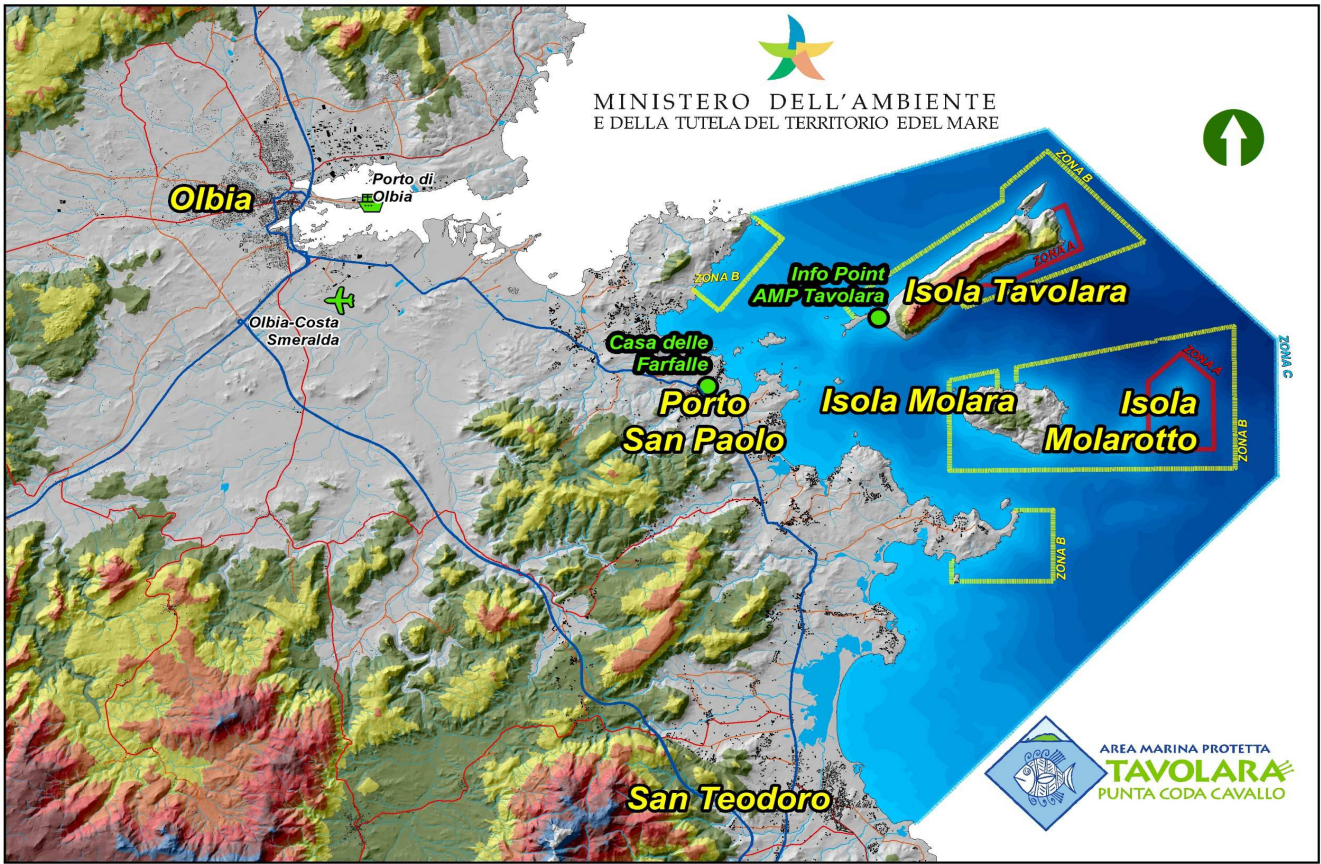 MINISTERO DELL'AMBIENTE
E DELLA TUTELA DEL TERRITORIO EDEL MARE
ZONA B
Porto di
Olbia
Olbia
ZONA A
ZONA B
Info Point
AMP Tavolara
Isola Tavolara
Olbia-Costa
Smeralda
Casa delle
Farfalle
ZONA C
ZONA A
Porto
San Paolo
Isola Molara
Isola
Molarotto
ZONA B
ZONA B
AREA MARINA PROTETTA
TAVOLARA
PUNTA CODA CAVALLO
San Teodoro